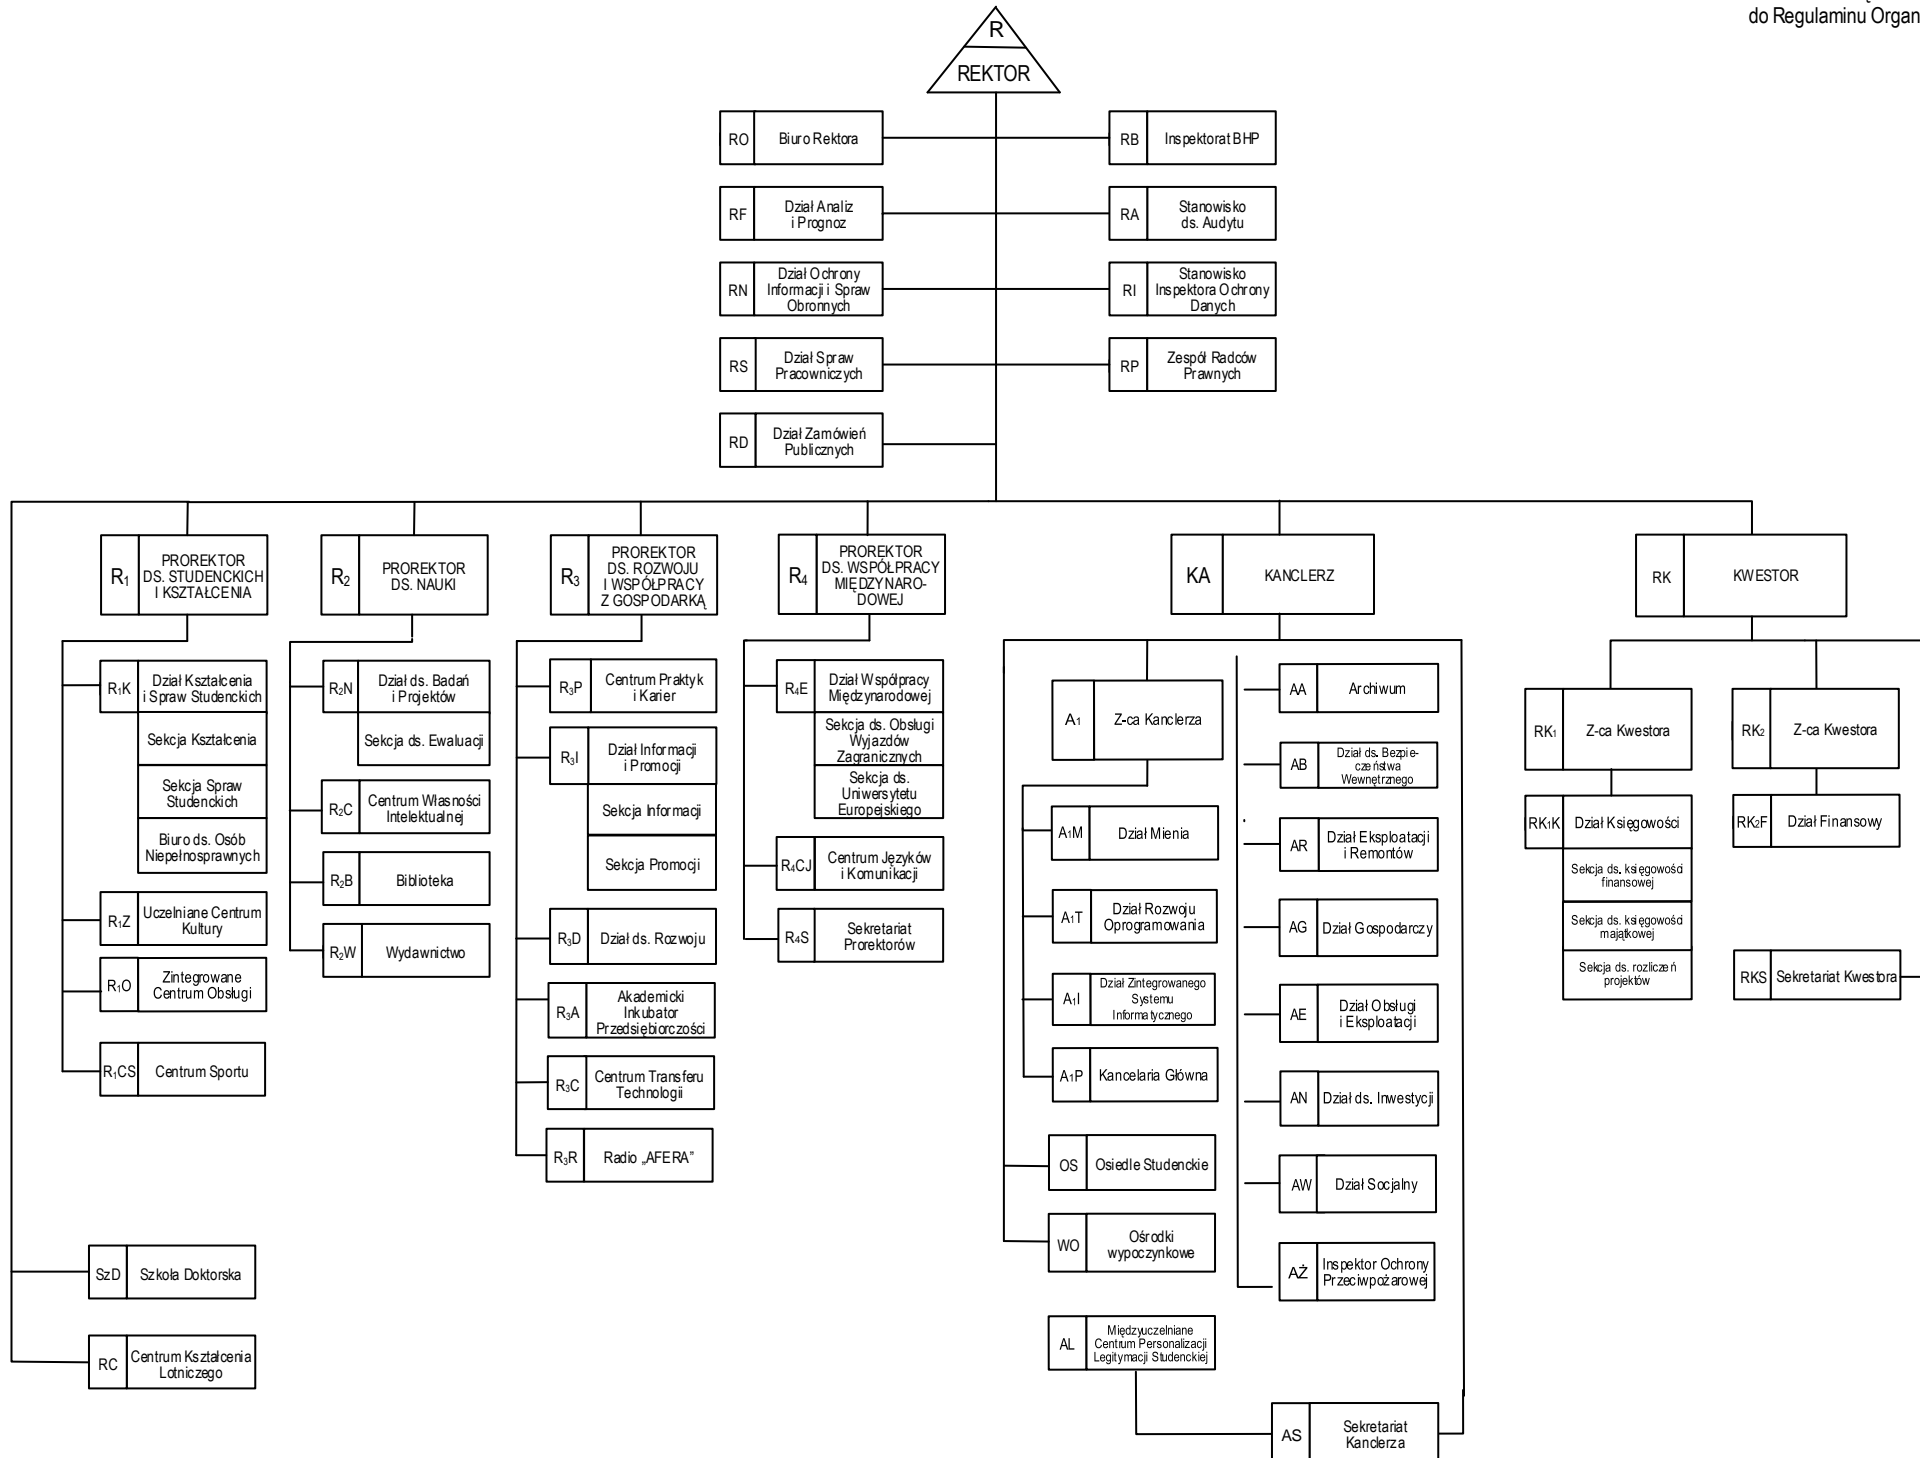 do Regulaminu Organ
R
REKTOR
RO
Biuro Rektora
RB
Inspektorat BHP
RF
Dział Analiz
i Prognoz
RA
Stanowisko
ds. Audytu
RN
Dział Ochrony
Informacji i Spraw
Obronnych
RI
Stanowisko
Inspektora Ochrony
Danych
RS
Dział Spraw
Pracowniczych
RP
Zespół Radców
Prawnych
RD
Dział Zamówień
Publicznych
R1
PROREKTOR
DS. STUDENCKICH
I KSZTAŁCENIA
R2
PROREKTOR
DS. NAUKI
R3
PROREKTOR
DS. ROZWOJU
I WSPÓŁPRACY
Z GOSPODARKĄ
R4
PROREKTOR
DS. WSPÓŁPRACY
MIĘDZYNARO-
DOWEJ
KA
KANCLERZ
RK
KWESTOR
R1K
Dział Kształcenia
i Spraw Studenckich
Sekcja Kształcenia
Sekcja Spraw
Studenckich
Biuro ds. Osób
Niepełnosprawnych
R1Z
Uczelniane Centrum
Kultury
R1O
Zintegrowane
Centrum Obsługi
R1CS
Centrum Sportu
SzD
Szkoła Doktorska
RC
Centrum Kształcenia
Lotniczego
R2N
Dział ds. Badań
i Projektów
Sekcja ds. Ewaluacji
R2C
Centrum Własności
Intelektualnej
R2B
Biblioteka
R2W
Wydawnictwo
R3P
Centrum Praktyk
i Karier
R3I
Dział Informacji
i Promocji
Sekcja Informacji
Sekcja Promocji
R3D
Dział ds. Rozwoju
R3A
Akademicki
Inkubator
Przedsiębiorczości
R3C
Centrum Transferu
Technologii
R3R
Radio „AFERA”
R4E
Dział Współpracy
Międzynarodowej
Sekcja ds. Obsługi
Wyjazdów
Zagranicznych
Sekcja ds.
Uniwersytetu
Europejskiego
R4CJ
Centrum Języków
i Komunikacji
R4S
Sekretariat
Prorektorów
A1
Z-ca Kanclerza
A1M
Dział Mienia
A1T
Dział Rozwoju
Oprogramowania
A1I
Dział Zintegrowanego
Systemu
Informatycznego
A1P
Kancelaria Główna
OS
Osiedle Studenckie
WO
Ośrodki
wypoczynkowe
AL
Międzyuczelniane
Centrum Personalizacji
Legitymacji Studenckiej
AA
Archiwum
AB
Dział ds. Bezpie-
czeństwa
Wewnętrznego
AR
Dział Eksploatacji
i Remontów
AG
Dział Gospodarczy
AE
Dział Obsługi
i Eksploatacji
AN
Dział ds. Inwestycji
AW
Dział Socjalny
AŻ
Inspektor Ochrony
Przeciwpożarowej
AS
Sekretariat
Kanclerza
RK1
Z-ca Kwestora
RK1K
Dział Księgowości
Sekcja ds. księgowości
finansowej
Sekcja ds. księgowości
majątkowej
Sekcja ds. rozliczeń
projektów
RK2
Z-ca Kwestora
RK2F
Dział Finansowy
RKS
Sekretariat Kwestora